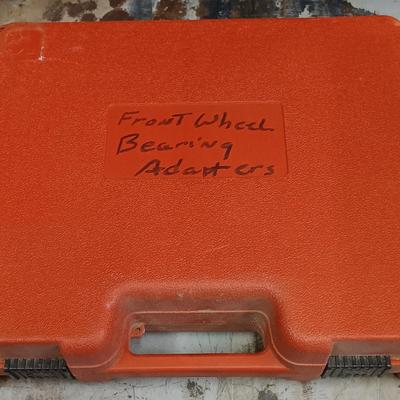 Front Wheel
Bearing
Adapters